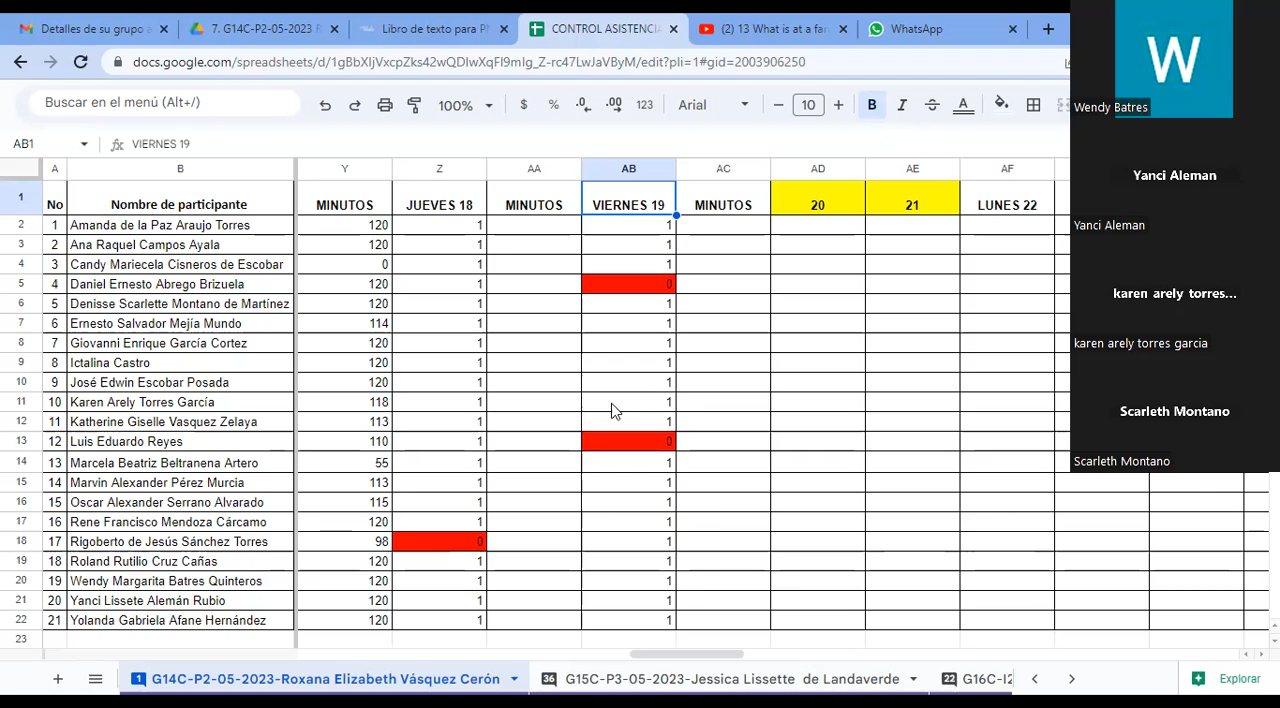 Detalles de su grupo a
7. G14C-P2-05-2023 F
Libro de texto para PN
CONTROL ASISTENCIA
(2) 13 What is at a far
WhatsApp
docs.google.com/spreadsheets/d/1gBbXIjVxcpZks42wQDIwXqFI9mIg_Z-rc47LwJaVByM/edit?pli=1#gid=2003906250
Buscar en el menú (Alt+/)
100%
$ % .0 .00 123
Arial
10
B I A
AB1
VIERNES 19
A B Y Z AA AB AC AD AE AF
1 No Nombre de participante MINUTOS JUEVES 18 MINUTOS VIERNES 19 MINUTOS 20 21 LUNES 22
2 1 Amanda de la Paz Araujo Torres 120 1 1
3 2 Ana Raquel Campos Ayala 120 1 1
4 3 Candy Mariecela Cisneros de Escobar 0 1 1
5 4 Daniel Ernesto Abrego Brizuela 120 1 0
6 5 Denisse Scarlette Montano de Martínez 120 1 1
7 6 Ernesto Salvador Mejía Mundo 114 1 1
8 7 Giovanni Enrique García Cortez 120 1 1
9 8 Ictalina Castro 120 1 1
10 9 José Edwin Escobar Posada 120 1 1
11 10 Karen Arely Torres García 118 1 1
12 11 Katherine Giselle Vasquez Zelaya 113 1 1
13 12 Luis Eduardo Reyes 110 1 0
14 13 Marcela Beatriz Beltranena Artero 55 1 1
15 14 Marvin Alexander Pérez Murcia 113 1 1
16 15 Oscar Alexander Serrano Alvarado 115 1 1
17 16 Rene Francisco Mendoza Cárcamo 120 1 1
18 17 Rigoberto de Jesús Sánchez Torres 98 0 1
19 18 Roland Rutilio Cruz Cañas 120 1 1
20 19 Wendy Margarita Batres Quinteros 120 1 1
21 20 Yanci Lissete Alemán Rubio 120 1 1
22 21 Yolanda Gabriela Afane Hernández 120 1 1
23
1 G14C-P2-05-2023-Roxana Elizabeth Vásquez Cerón
36 G15C-P3-05-2023-Jessica Lissette de Landaverde
22 G16C-I2
Explorar
W
Wendy Batres
Yanci Aleman
Yanci Aleman
karen arely torres...
karen arely torres garcia
Scarleth Montano
Scarleth Montano